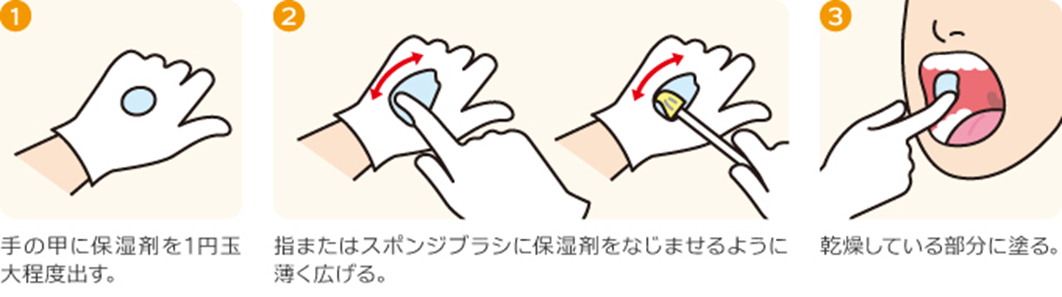 1
手の甲に保湿剤を1円玉
大程度出す。
2
指またはスポンジブラシに保湿剤をなじませるように
薄く広げる。
3
乾燥している部分に塗る。